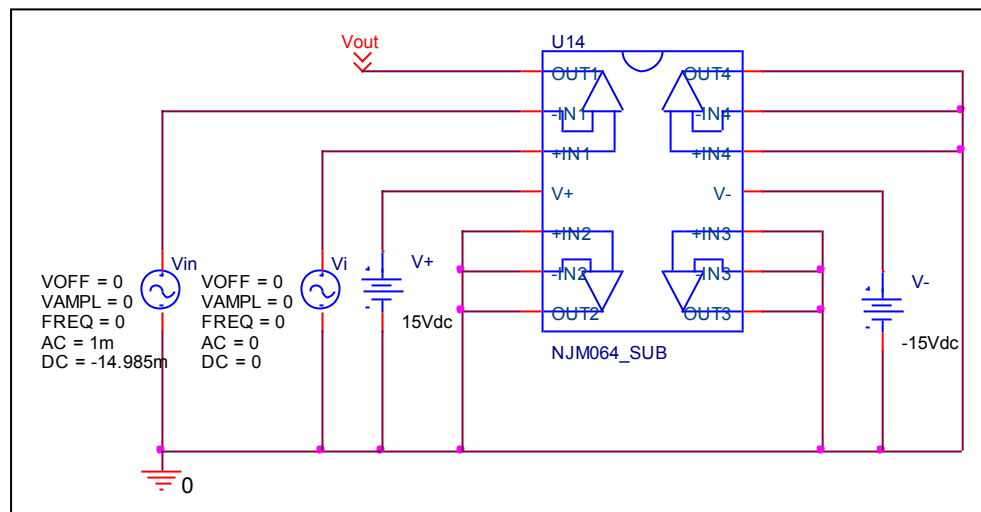 Vout
U14
OUT1
OUT4
-IN1
-IN4
+IN1
+IN4
V+
V-
+IN2
+IN3
-IN2
-IN3
OUT2
OUT3
NJM064_SUB
Vin
VOFF = 0
VAMPL = 0
FREQ = 0
AC = 1m
DC = -14.985m
Vi
VOFF = 0
VAMPL = 0
FREQ = 0
AC = 0
DC = 0
V+
15Vdc
V-
-15Vdc
0